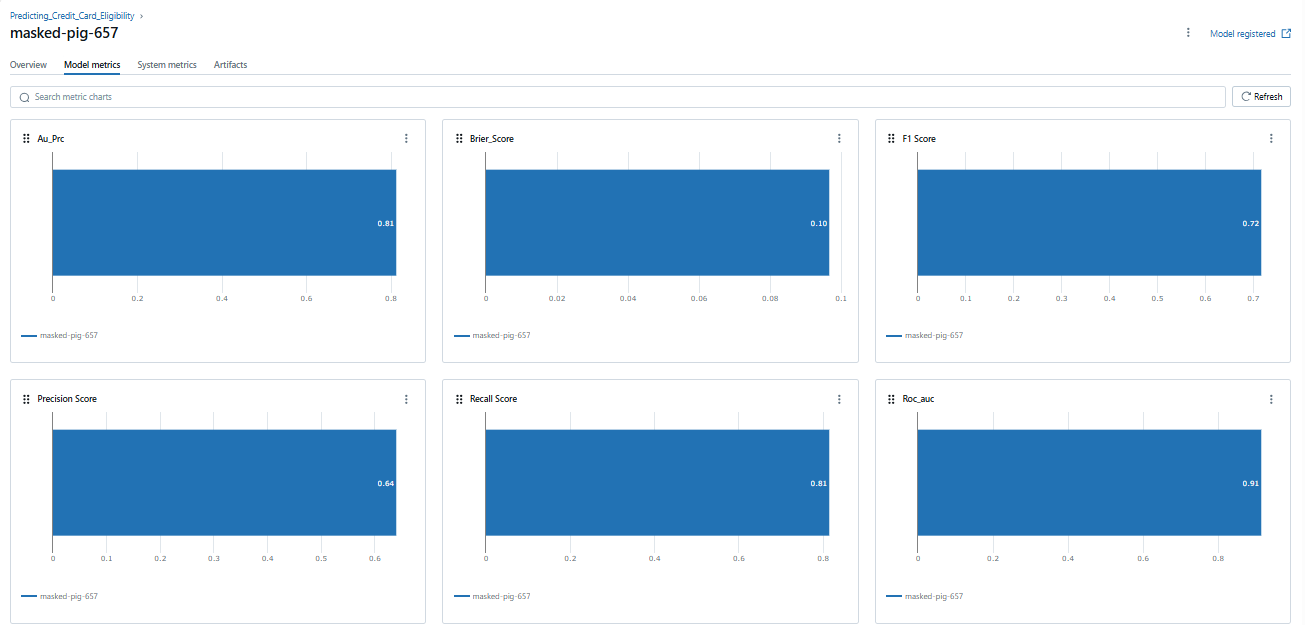 Predicting_Credit_Card_Eligibility ›
masked-pig-657
Model registered
Overview Model metrics System metrics Artifacts
Search metric charts
Refresh
Au_Prc
0.81
0 0.2 0.4 0.6 0.8
masked-pig-657
Brier_Score
0.10
0 0.02 0.04 0.06 0.08 0.1
masked-pig-657
F1 Score
0.72
0 0.1 0.2 0.3 0.4 0.5 0.6 0.7
masked-pig-657
Precision Score
0.64
0 0.1 0.2 0.3 0.4 0.5 0.6
masked-pig-657
Recall Score
0.81
0 0.2 0.4 0.6 0.8
masked-pig-657
Roc_auc
0.91
0 0.2 0.4 0.6 0.8
masked-pig-657